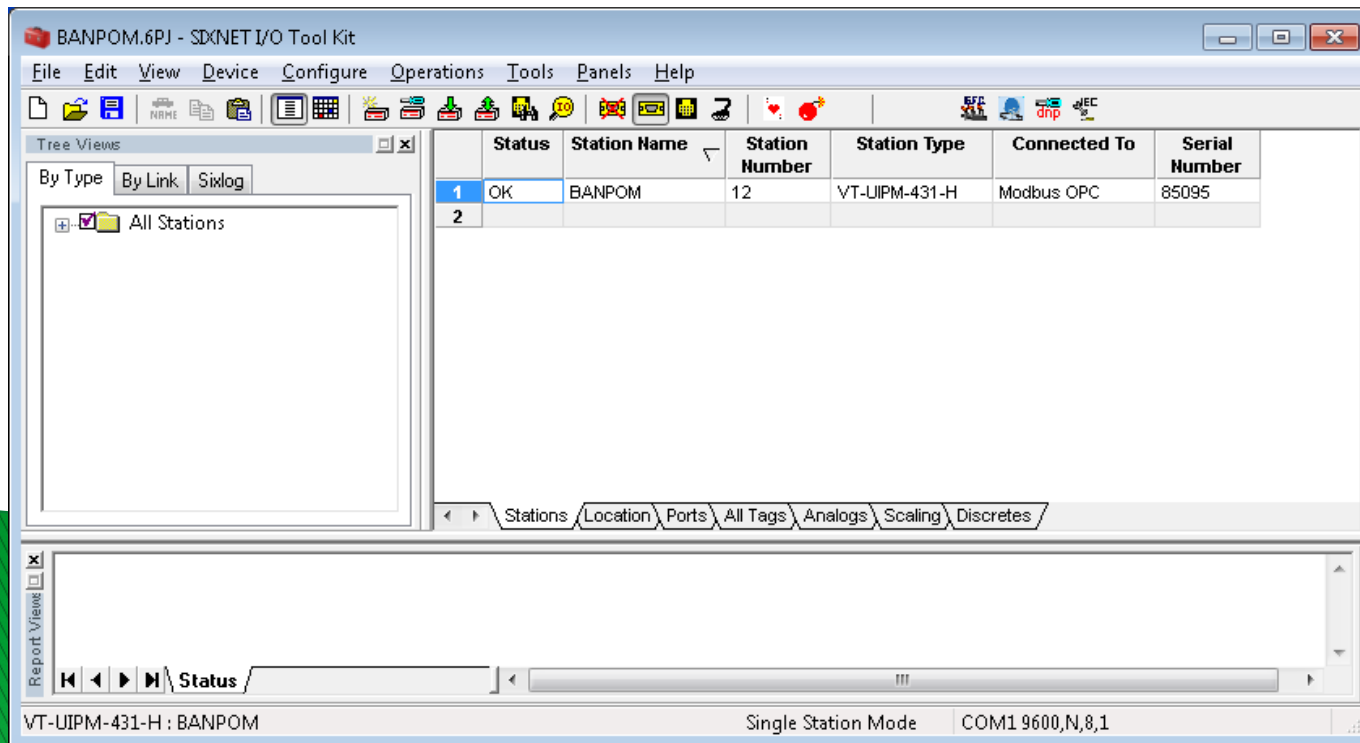 BANPOM.6PJ - SIXNET I/O Tool Kit
File Edit View Device Configure Operations Tools Panels Help
NAME
dnp
IEC
Tree Views
By Type By Link Sixlog
All Stations
Status Station Name Station Number Station Type Connected To Serial Number
1 OK BANPOM 12 VT-UIPM-431-H Modbus OPC 85095
2
Stations Location Ports All Tags Analogs Scaling Discretes
Report Views
Status
VT-UIPM-431-H : BANPOM Single Station Mode COM1 9600,N,8,1